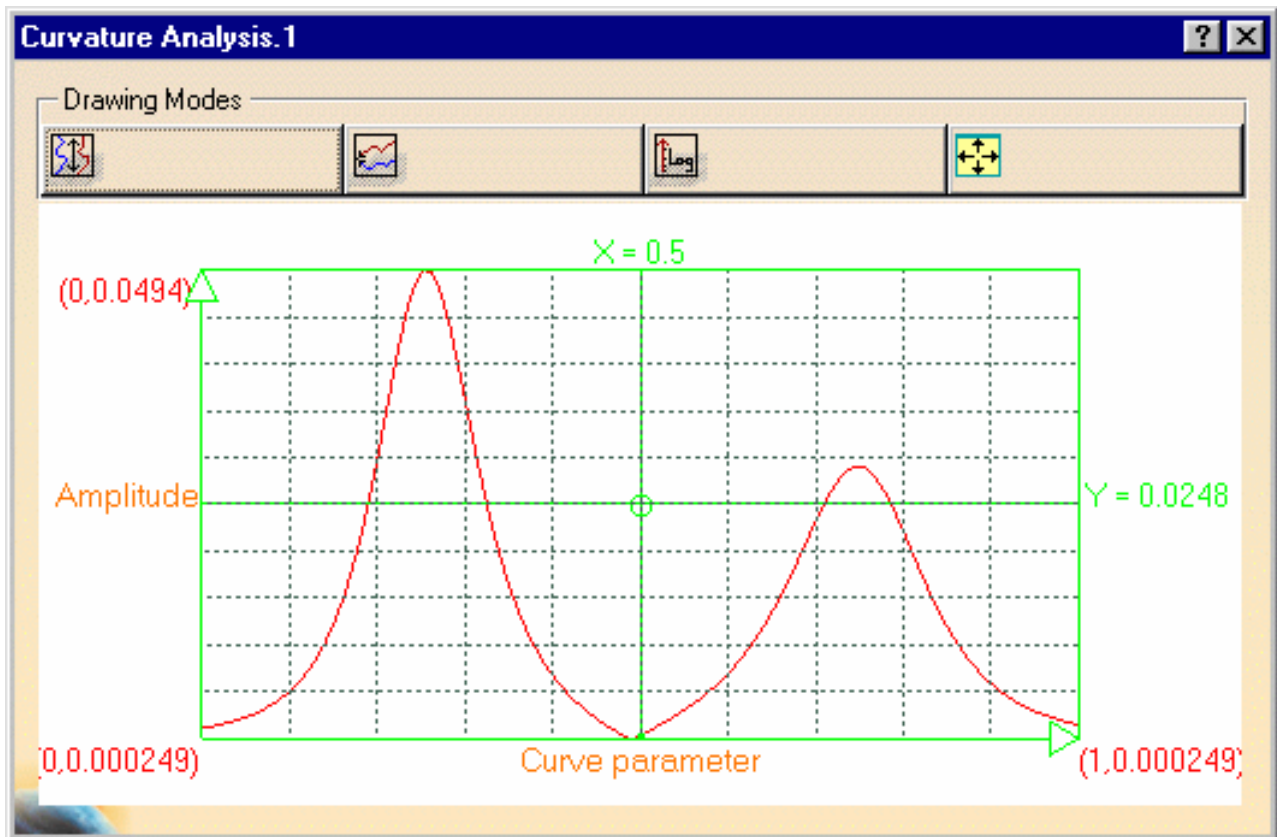 Curvature Analysis.1
Drawing Modes
Log
X = 0.5
(0,0.0494)
Amplitude
Y = 0.0248
(0,0.000249)
Curve parameter
(1,0.000249)